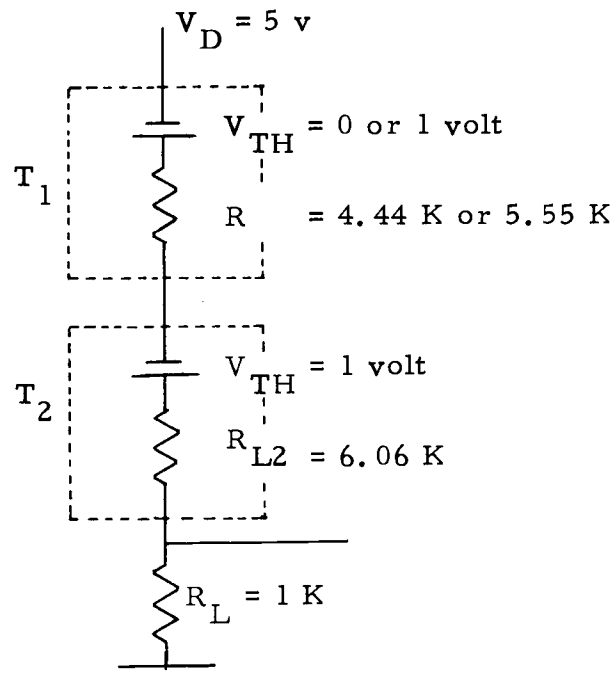 V_D = 5 v
V_TH = 0 or 1 volt
T_1
R = 4.44 K or 5.55 K
V_TH = 1 volt
T_2
R_L2 = 6.06 K
R_L = 1 K